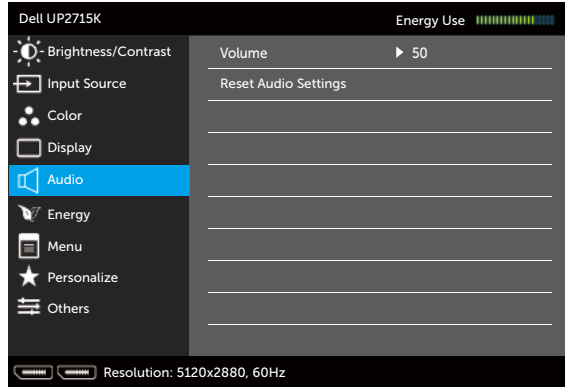 Dell UP2715K Energy Use
Brightness/Contrast Volume 50
Input Source Reset Audio Settings
Color
Display
Audio
Energy
Menu
Personalize
Others
Resolution: 5120x2880, 60Hz